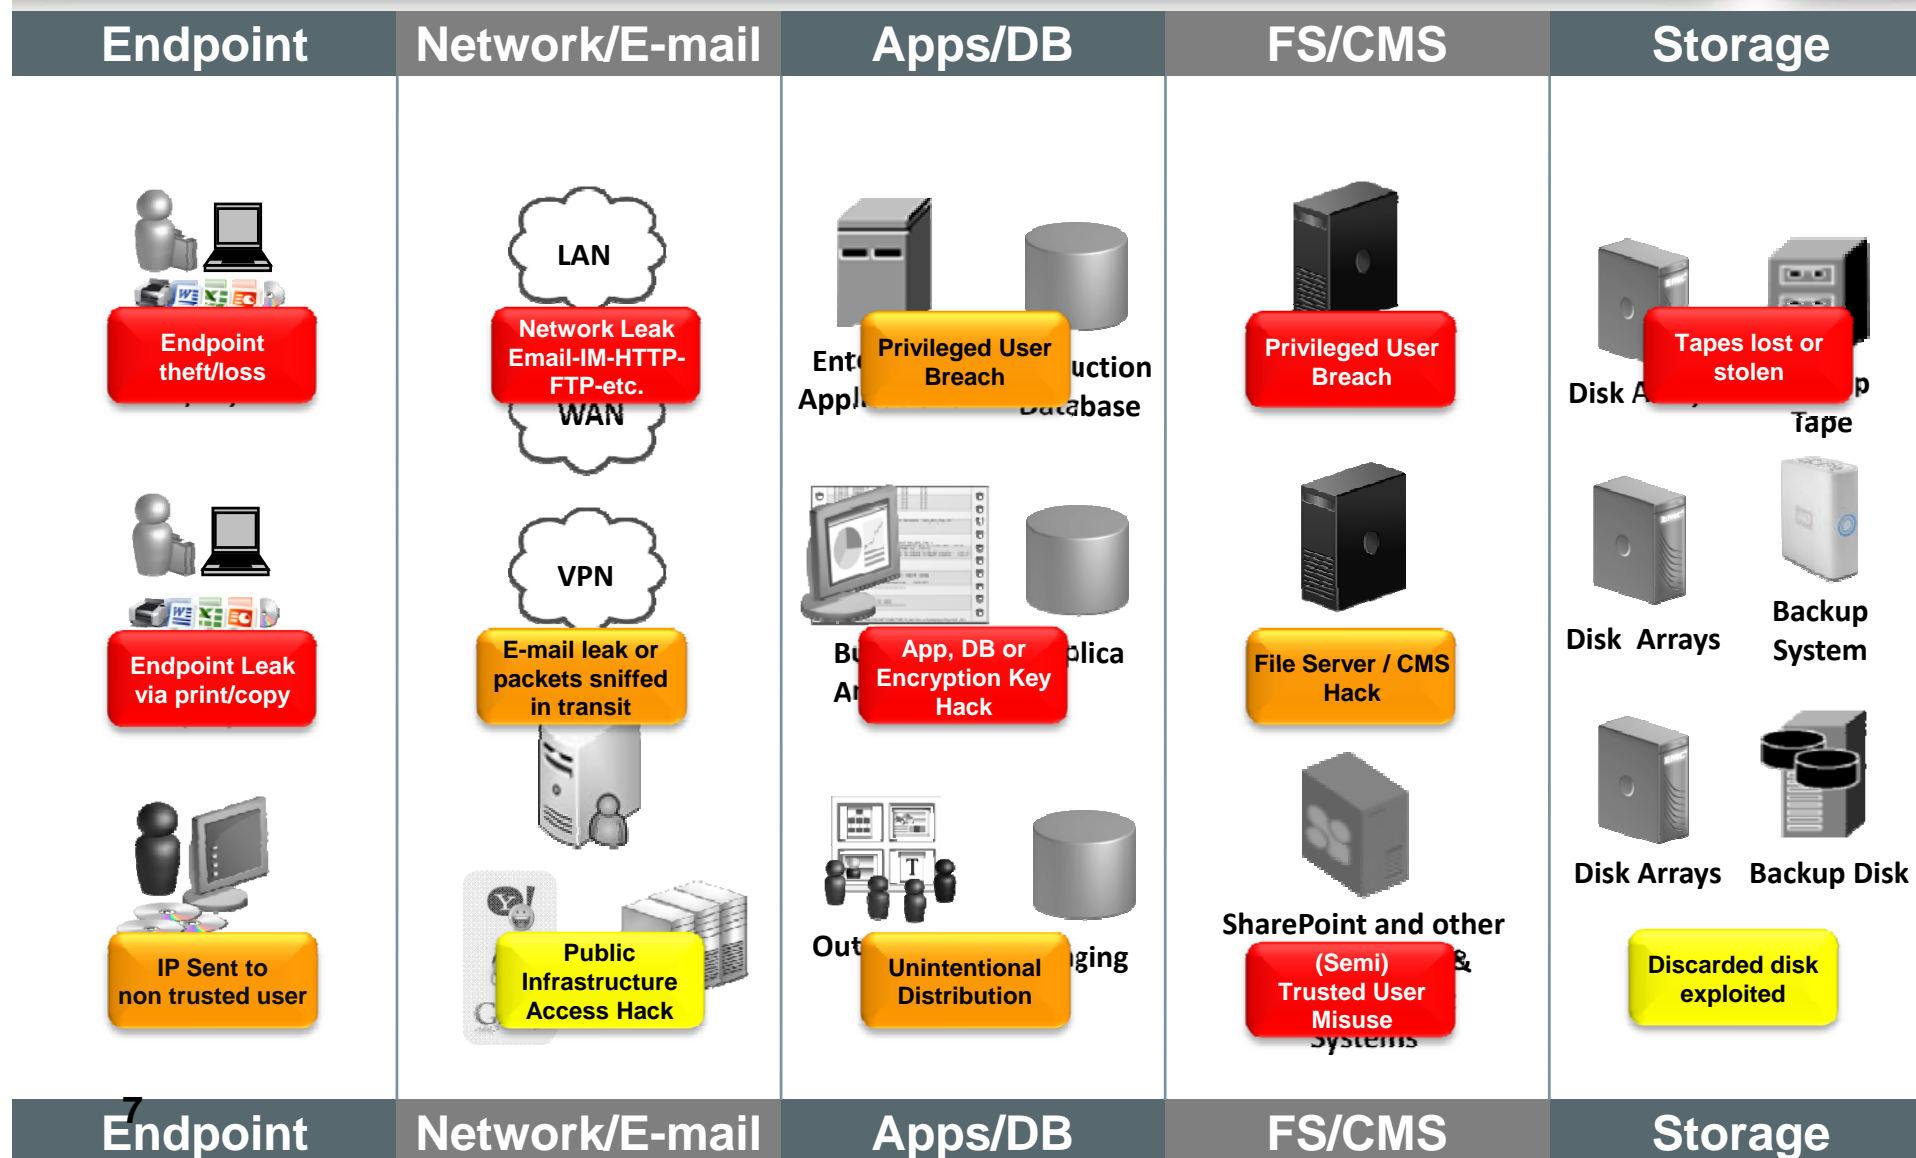 Endpoint
Network/E-mail
Apps/DB
FS/CMS
Storage
Endpoint
theft/loss
Endpoint Leak
via print/copy
IP Sent to
non trusted user
LAN
Network Leak
Email-IM-HTTP-
FTP-etc.
WAN
VPN
E-mail leak or
packets sniffed
in transit
Public
Infrastructure
Access Hack
Privileged User
Breach
Database
App, DB or
Encryption Key
Hack
T
Unintentional
Distribution
Privileged User
Breach
File Server / CMS
Hack
SharePoint and other
&
(Semi)
Trusted User
Misuse
Systems
Tapes lost or
stolen
Disk
Tape
Disk Arrays
Backup
System
Disk Arrays
Backup Disk
Discarded disk
exploited
7
Endpoint
Network/E-mail
Apps/DB
FS/CMS
Storage